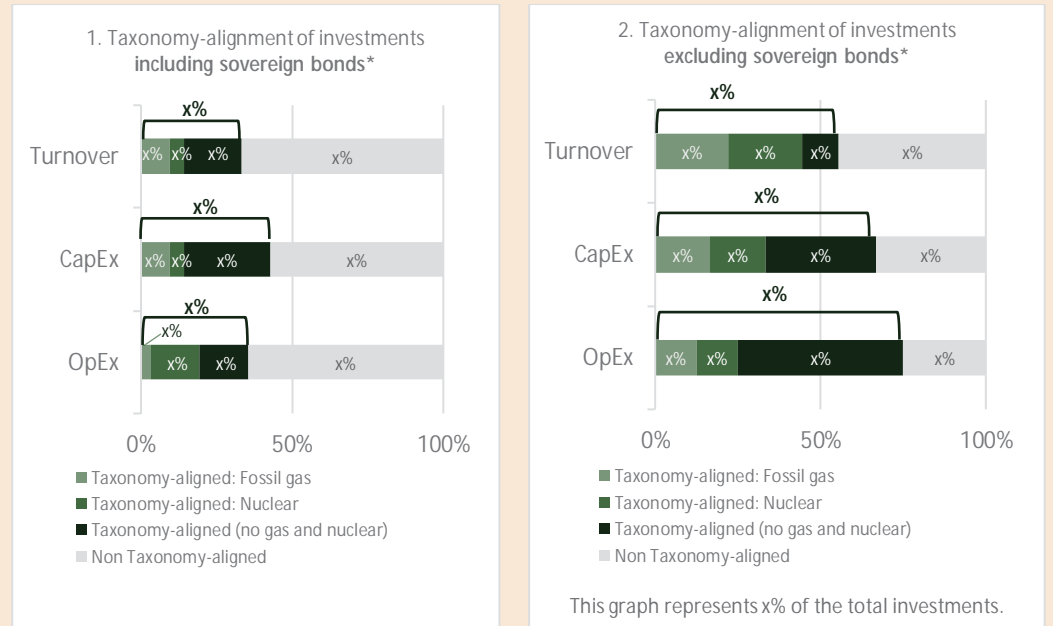 1. Taxonomy-alignment of investments
including sovereign bonds*
x%
Turnover
x% x% x% x%
x%
CapEx
x% x% x% x%
x%
x%
OpEx
x% x% x%
0% 50% 100%
Taxonomy-aligned: Fossil gas
Taxonomy-aligned: Nuclear
Taxonomy-aligned (no gas and nuclear)
Non Taxonomy-aligned
2. Taxonomy-alignment of investments
excluding sovereign bonds*
x%
Turnover
x% x% x% x%
x%
CapEx
x% x% x% x%
x%
OpEx
x% x% x% x%
0% 50% 100%
Taxonomy-aligned: Fossil gas
Taxonomy-aligned: Nuclear
Taxonomy-aligned (no gas and nuclear)
Non Taxonomy-aligned
This graph represents x% of the total investments.